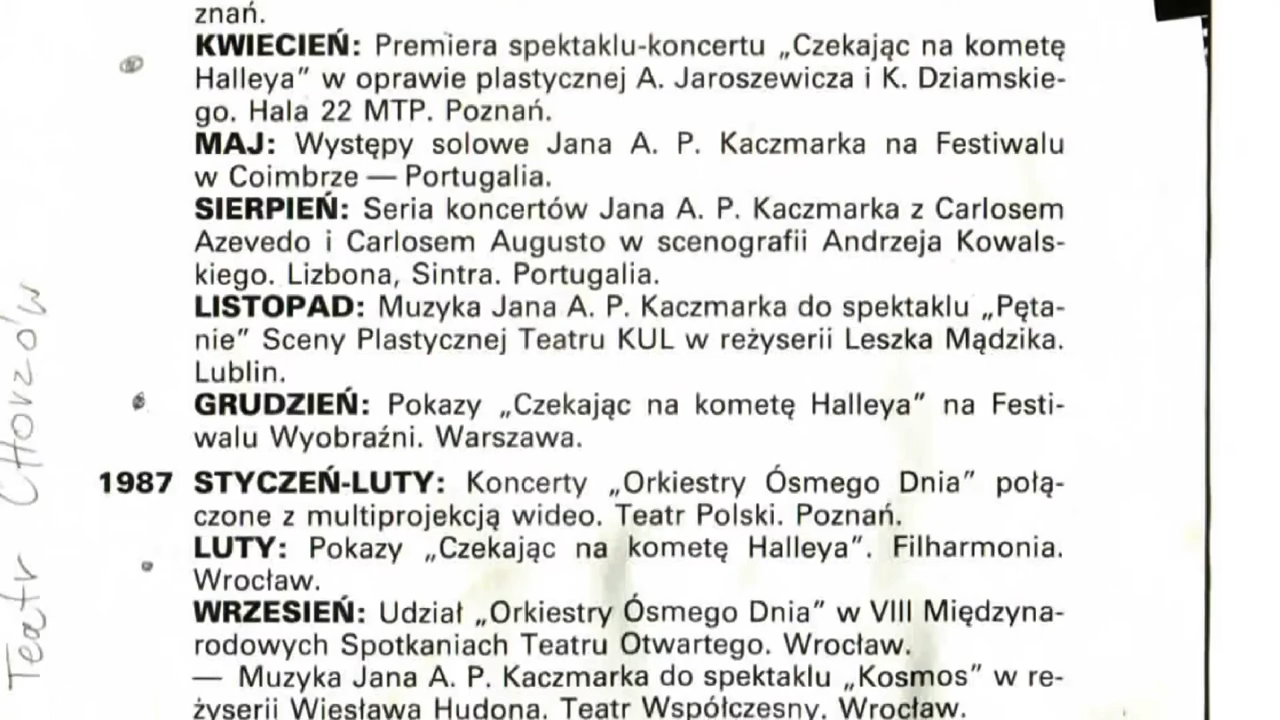 znań.
KWIECIEŃ: Premiera spektaklu-koncertu „Czekając na kometę
Halleya” w oprawie plastycznej A. Jaroszewicza i K. Dziamskie-
go. Hala 22 MTP. Poznań.
MAJ: Występy solowe Jana A. P. Kaczmarka na Festiwalu
w Coimbrze — Portugalia.
SIERPIEŃ: Seria koncertów Jana A. P. Kaczmarka z Carlosem
Azevedo i Carlosem Augusto w scenografii Andrzeja Kowals-
kiego. Lizbona, Sintra. Portugalia.
LISTOPAD: Muzyka Jana A. P. Kaczmarka do spektaklu „Pęta-
nie” Sceny Plastycznej Teatru KUL w reżyserii Leszka Mądzika.
Lublin.
GRUDZIEŃ: Pokazy „Czekając na kometę Halleya” na Festi-
walu Wyobraźni. Warszawa.
1987 STYCZEŃ-LUTY: Koncerty „Orkiestry Ósmego Dnia” połą-
czone z multiprojekcją wideo. Teatr Polski. Poznań.
LUTY: Pokazy „Czekając na kometę Halleya”. Filharmonia.
Wrocław.
WRZESIEŃ: Udział „Orkiestry Ósmego Dnia” w VIII Międzyna-
rodowych Spotkaniach Teatru Otwartego. Wrocław.
— Muzyka Jana A. P. Kaczmarka do spektaklu „Kosmos” w re-
żyserii Wiesława Hudona. Teatr Współczesny. Wrocław.
Teatr CHorzów